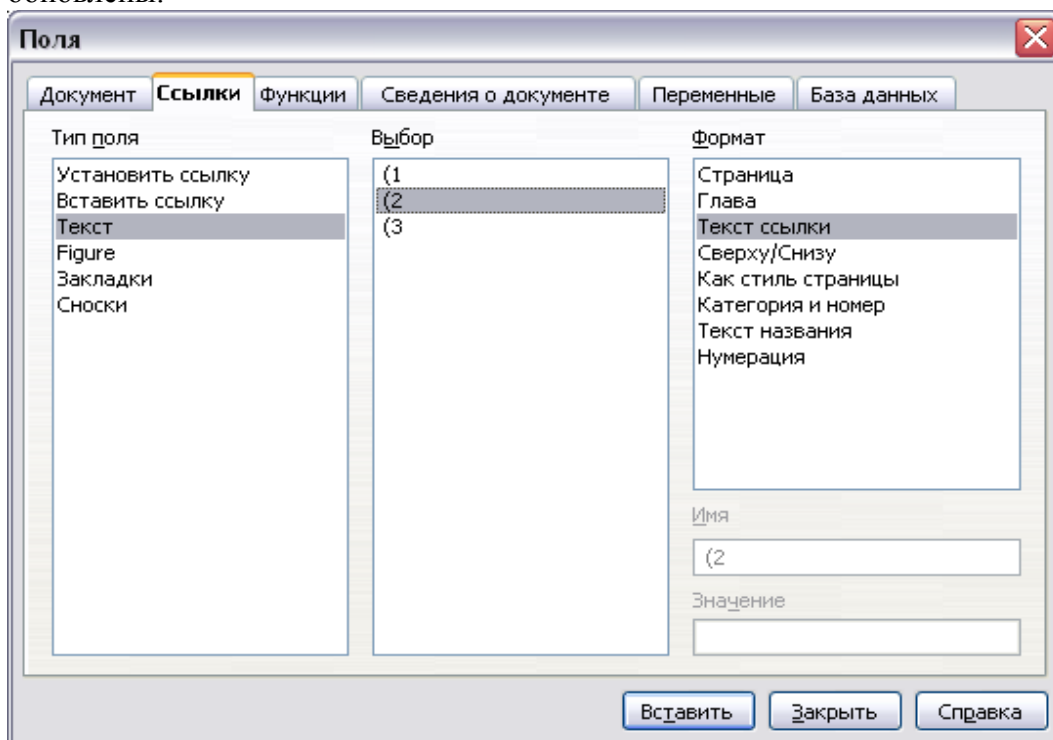 обновлены.
Поля
Документ Ссылки Функции Сведения о документе Переменные База данных
Тип поля
Установить ссылку
Вставить ссылку
Текст
Figure
Закладки
Сноски
Выбор
(1
(2
(3
Формат
Страница
Глава
Текст ссылки
Сверху/Снизу
Как стиль страницы
Категория и номер
Текст названия
Нумерация
Имя
(2
Значение
Вставить Закрыть Справка